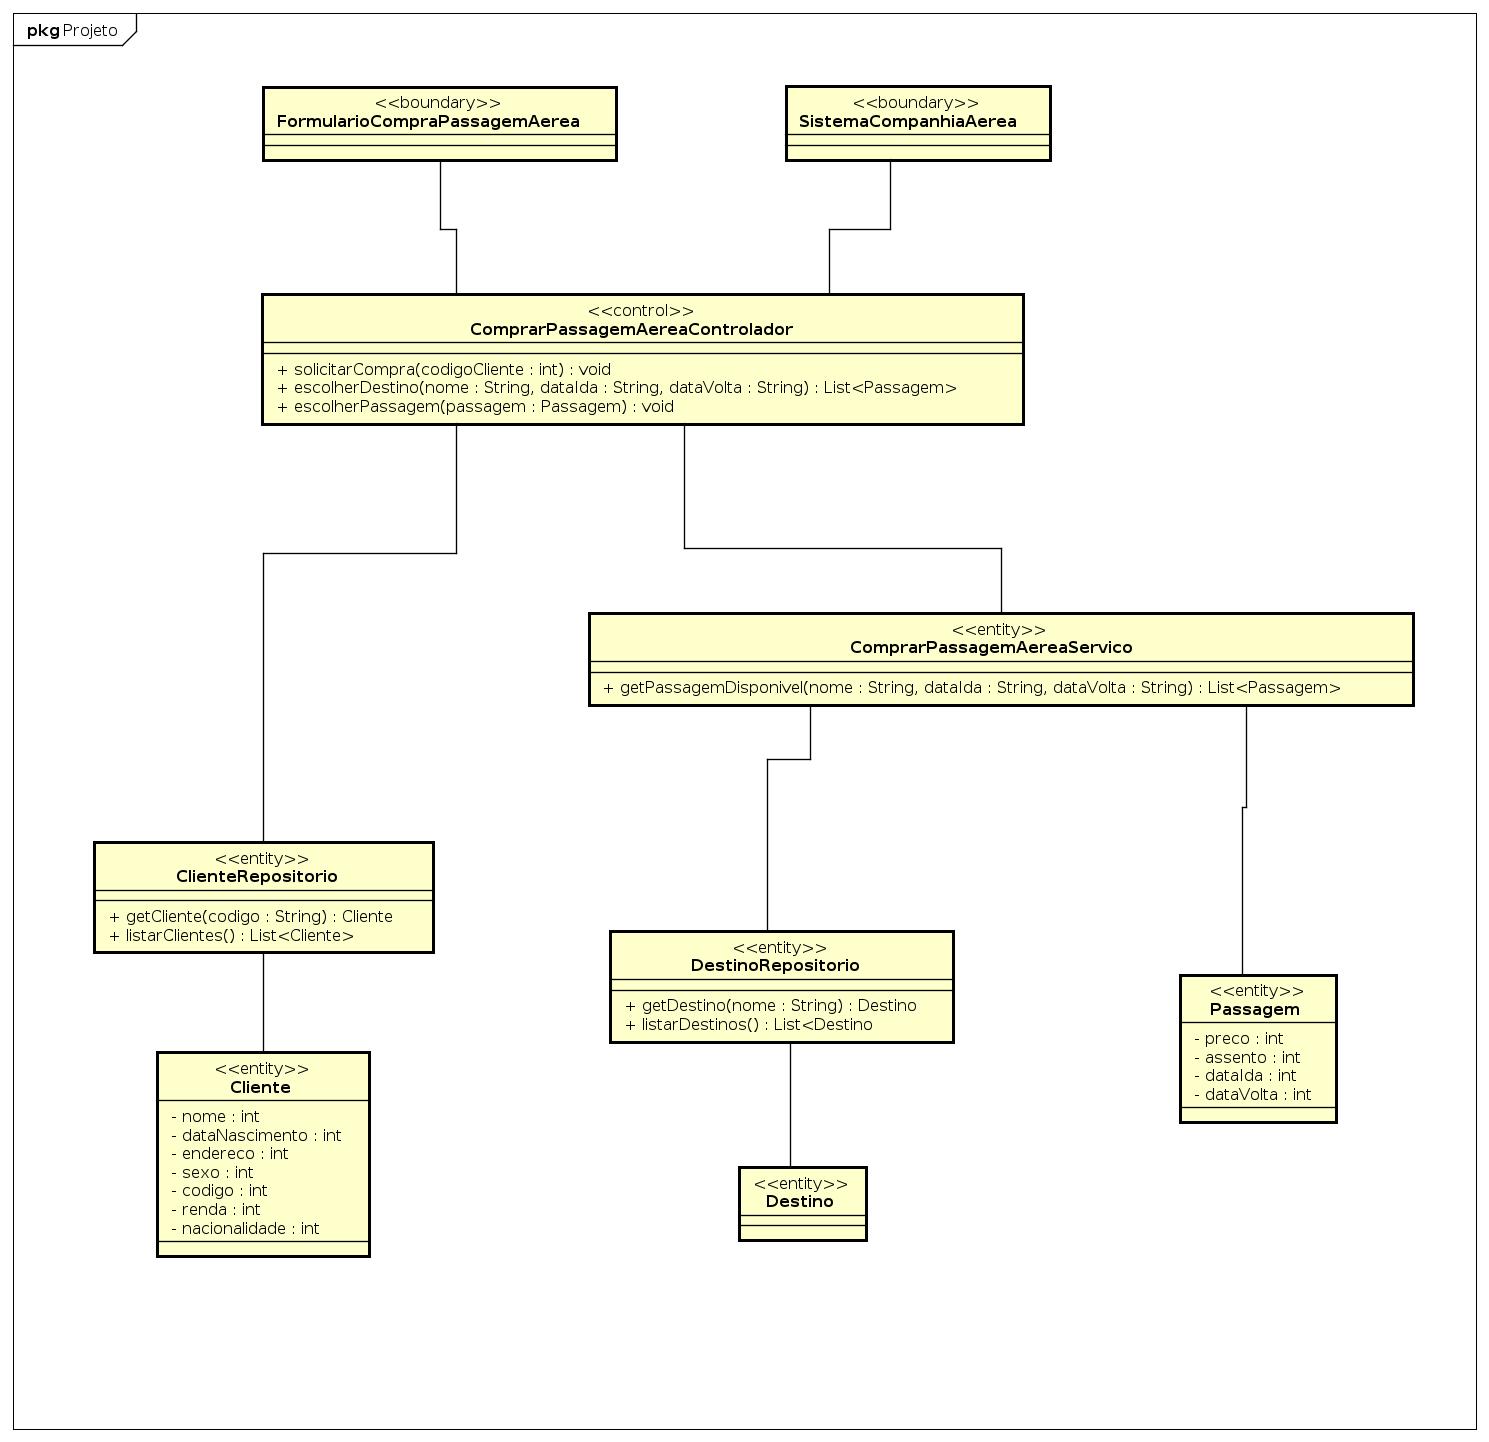 pkg Projeto
<<boundary>>
FormularioCompraPassagemAerea
<<boundary>>
SistemaCompanhiaAerea
<<control>>
ComprarPassagemAereaControlador
+ solicitarCompra(codigoCliente : int) : void
+ escolherDestino(nome : String, dataIda : String, dataVolta : String) : List<Passagem>
+ escolherPassagem(passagem : Passagem) : void
<<entity>>
ComprarPassagemAereaServico
+ getPassagemDisponivel(nome : String, dataIda : String, dataVolta : String) : List<Passagem>
<<entity>>
ClienteRepositorio
+ getCliente(codigo : String) : Cliente
+ listarClientes() : List<Cliente>
<<entity>>
DestinoRepositorio
+ getDestino(nome : String) : Destino
+ listarDestinos() : List<Destino
<<entity>>
Passagem
- preco : int
- assento : int
- dataIda : int
- dataVolta : int
<<entity>>
Cliente
- nome : int
- dataNascimento : int
- endereco : int
- sexo : int
- codigo : int
- renda : int
- nacionalidade : int
<<entity>>
Destino